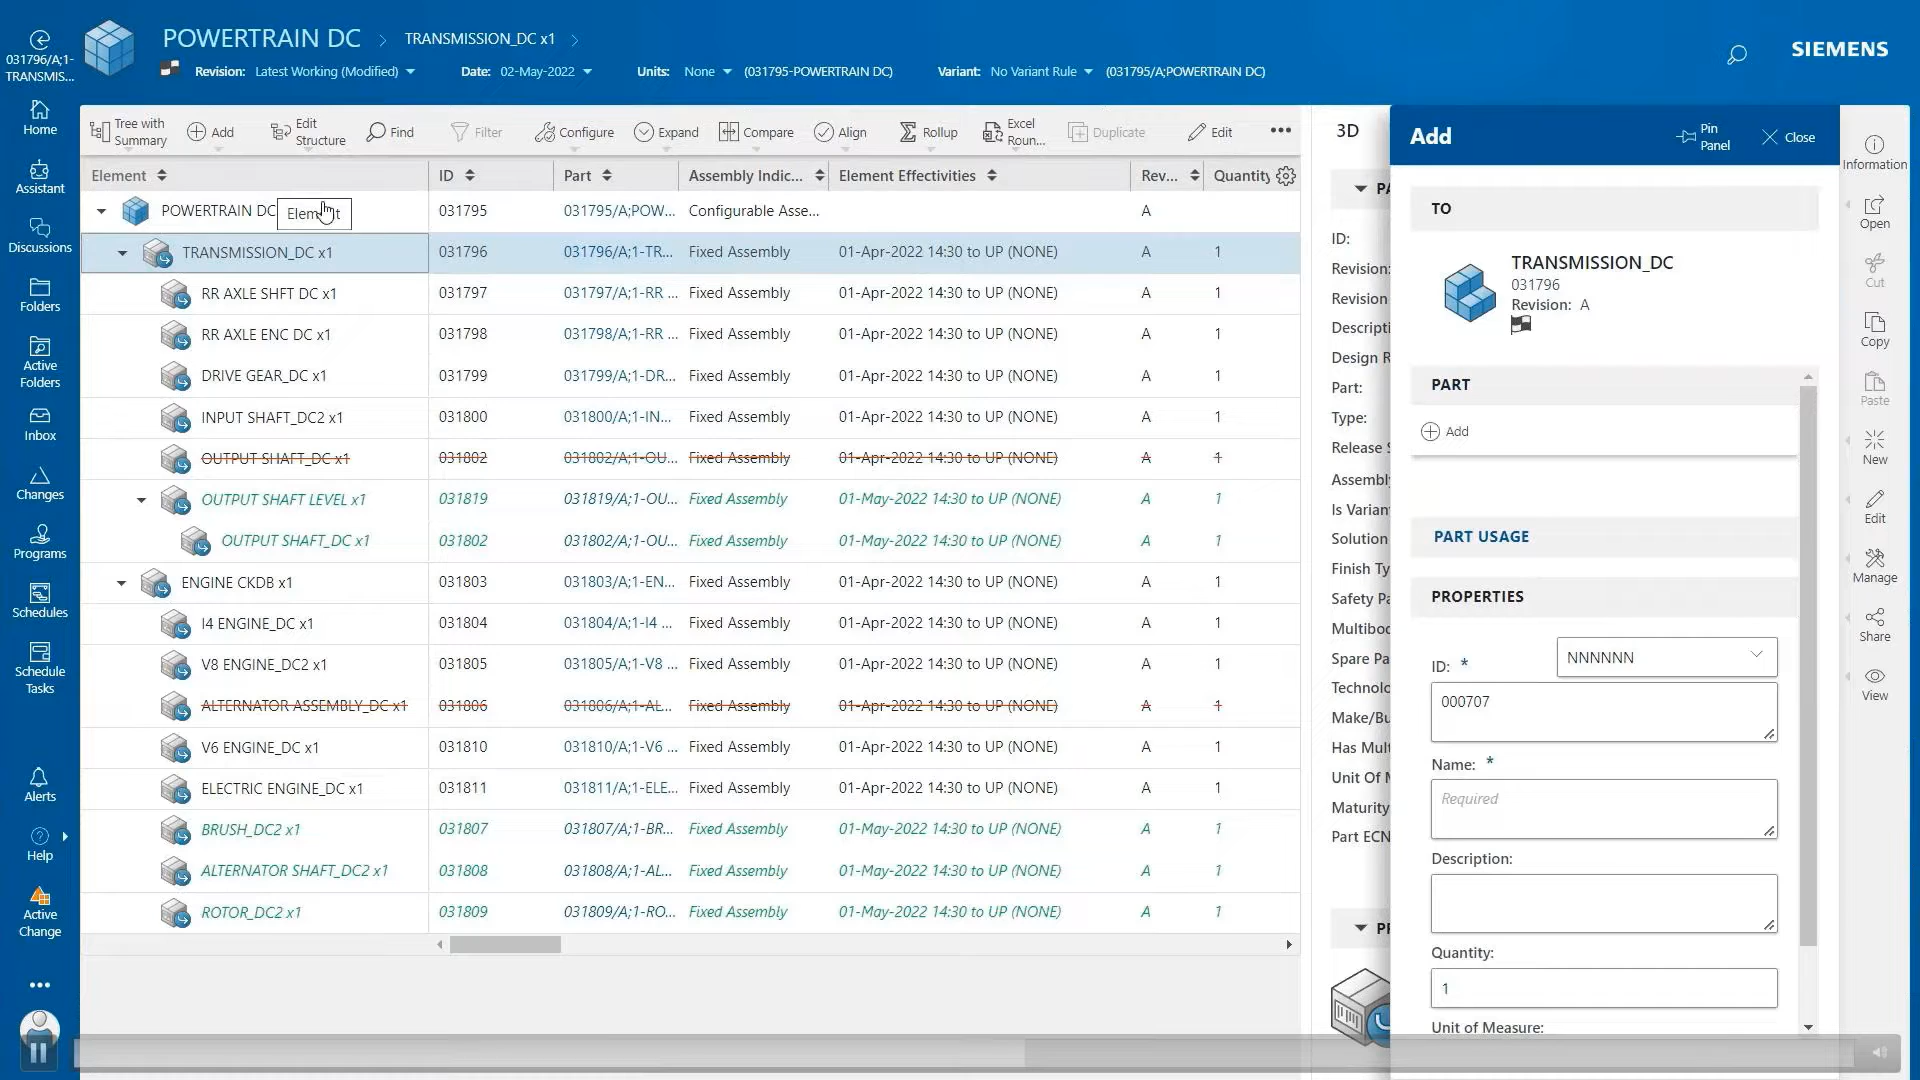 031796/A;1-
TRANSMIS...
POWERTRAIN DC
TRANSMISSION_DC x1
SIEMENS
Revision: Latest Working (Modified)
Date: 02-May-2022
Units: None (031795-POWERTRAIN DC)
Variant: No Variant Rule (031795/A;POWERTRAIN DC)
Home
Assistant
Discussions
Folders
Active
Folders
Inbox
Changes
Programs
Schedules
Schedule
Tasks
Alerts
Help
Active
Change
Tree with
Summary
Add
Edit
Structure
Find
Filter
Configure
Expand
Compare
Align
Rollup
Excel
Roun...
Duplicate
Edit
Element ID Part Assembly Indic... Element Effectivities Rev... Quantity
POWERTRAIN DC 031795 031795/A;POW... Configurable Asse... A
TRANSMISSION_DC x1 031796 031796/A;1-TR... Fixed Assembly 01-Apr-2022 14:30 to UP (NONE) A 1
RR AXLE SHFT DC x1 031797 031797/A;1-RR ... Fixed Assembly 01-Apr-2022 14:30 to UP (NONE) A 1
RR AXLE ENC DC x1 031798 031798/A;1-RR ... Fixed Assembly 01-Apr-2022 14:30 to UP (NONE) A 1
DRIVE GEAR_DC x1 031799 031799/A;1-DR... Fixed Assembly 01-Apr-2022 14:30 to UP (NONE) A 1
INPUT SHAFT_DC2 x1 031800 031800/A;1-IN... Fixed Assembly 01-Apr-2022 14:30 to UP (NONE) A 1
OUTPUT SHAFT_DC x1 031802 031802/A;1-OU... Fixed Assembly 01-Apr-2022 14:30 to UP (NONE) A 1
OUTPUT SHAFT LEVEL x1 031819 031819/A;1-OU... Fixed Assembly 01-May-2022 14:30 to UP (NONE) A 1
OUTPUT SHAFT_DC x1 031802 031802/A;1-OU... Fixed Assembly 01-May-2022 14:30 to UP (NONE) A 1
ENGINE CKDB x1 031803 031803/A;1-EN... Fixed Assembly 01-Apr-2022 14:30 to UP (NONE) A 1
I4 ENGINE_DC x1 031804 031804/A;1-I4 ... Fixed Assembly 01-Apr-2022 14:30 to UP (NONE) A 1
V8 ENGINE_DC2 x1 031805 031805/A;1-V8 ... Fixed Assembly 01-Apr-2022 14:30 to UP (NONE) A 1
ALTERNATOR ASSEMBLY_DC x1 031806 031806/A;1-AL... Fixed Assembly 01-Apr-2022 14:30 to UP (NONE) A 1
V6 ENGINE_DC x1 031810 031810/A;1-V6 ... Fixed Assembly 01-Apr-2022 14:30 to UP (NONE) A 1
ELECTRIC ENGINE_DC x1 031811 031811/A;1-ELE... Fixed Assembly 01-Apr-2022 14:30 to UP (NONE) A 1
BRUSH_DC2 x1 031807 031807/A;1-BR... Fixed Assembly 01-May-2022 14:30 to UP (NONE) A 1
ALTERNATOR SHAFT_DC2 x1 031808 031808/A;1-AL... Fixed Assembly 01-May-2022 14:30 to UP (NONE) A 1
ROTOR_DC2 x1 031809 031809/A;1-RO... Fixed Assembly 01-May-2022 14:30 to UP (NONE) A 1
3D
ID:
Revision:
Revision
Descripti
Design R
Part:
Type:
Release S
Assembly
Is Varian
Solution
Finish Ty
Safety Pa
Multiboc
Spare Pa
Technolo
Make/Bu
Has Mult
Unit Of M
Maturity
Part ECN
Add
Pin
Panel
Close
TO
TRANSMISSION_DC
031796
Revision: A
PART
Add
PART USAGE
PROPERTIES
ID: *
NNNNNN
000707
Name: *
Required
Description:
Quantity:
1
Unit of Measure:
Information
Open
Cut
Copy
Paste
New
Edit
Manage
Share
View